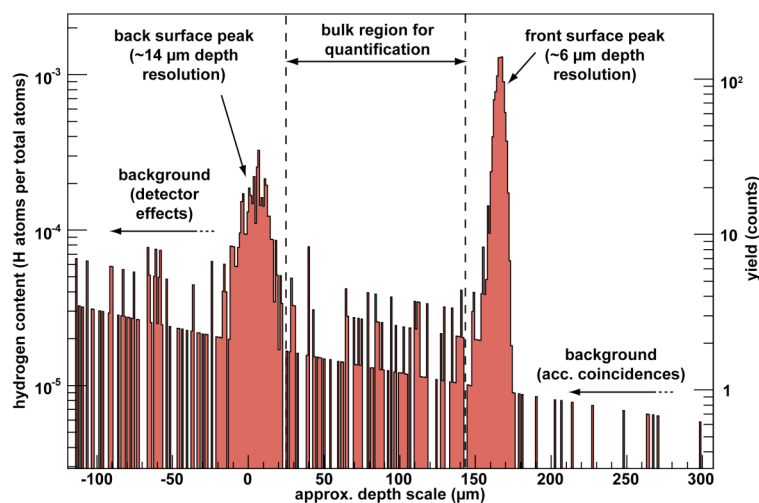 back surface peak
(~14 µm depth
resolution)
bulk region for
quantification
front surface peak
(~6 µm depth
resolution)
background
(detector
effects)
background
(acc. coincidences)
hydrogen content (H atoms per total atoms)
10⁻³
10⁻⁴
10⁻⁵
yield (counts)
10²
10
1
-100 -50 0 50 100 150 200 250 300
approx. depth scale (µm)